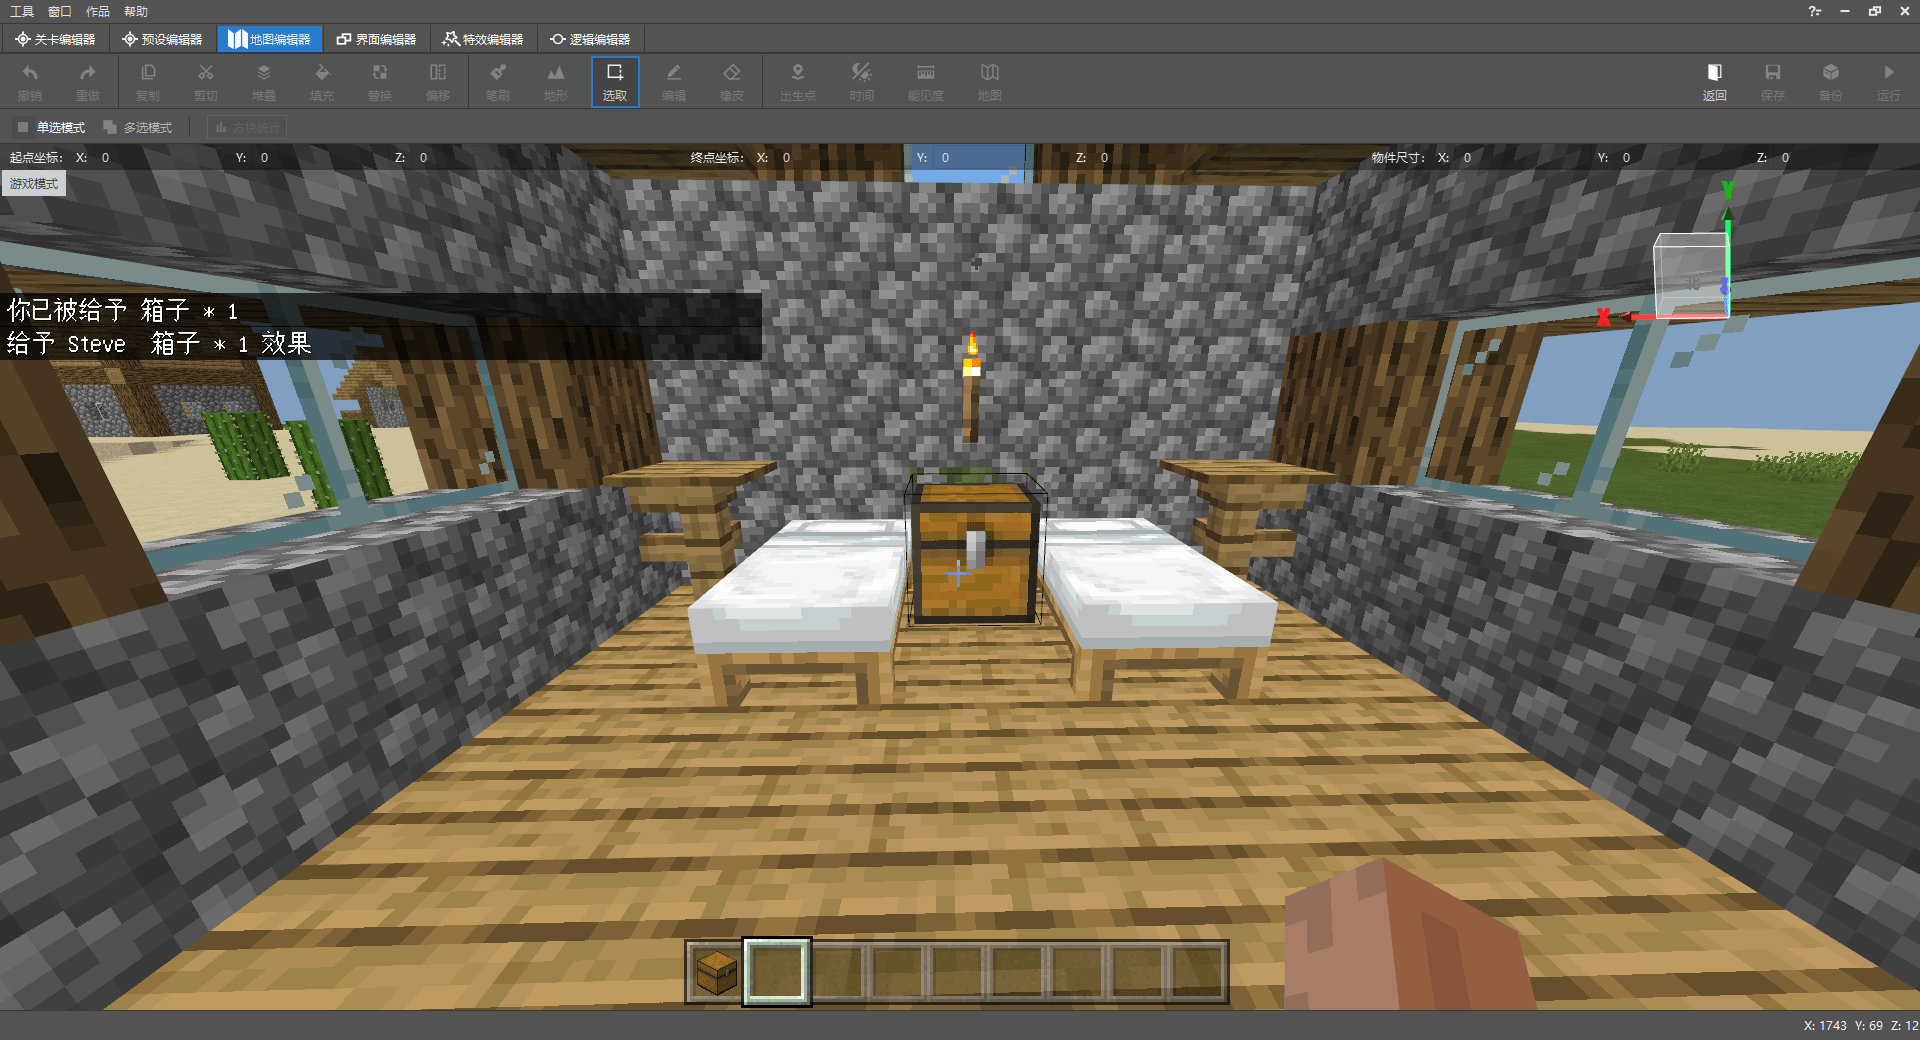 工具 窗口 作品 帮助
关卡编辑器 预设编辑器 地图编辑器 界面编辑器 特效编辑器 逻辑编辑器
撤销 重做 复制 剪切 堆叠 填充 替换 偏移 笔刷 地形 选取 编辑 橡皮 出生点 时间 能见度 地图 返回 保存 备份 运行
单选模式 多选模式 方块统计
起点坐标: X: 0 Y: 0 Z: 0 终点坐标: X: 0 Y: 0 Z: 0 物件尺寸: X: 0 Y: 0 Z: 0
游戏模式
Y
X
你已被给予 箱子 * 1
给予 Steve 箱子 * 1 效果
X: 1743 Y: 69 Z: 12